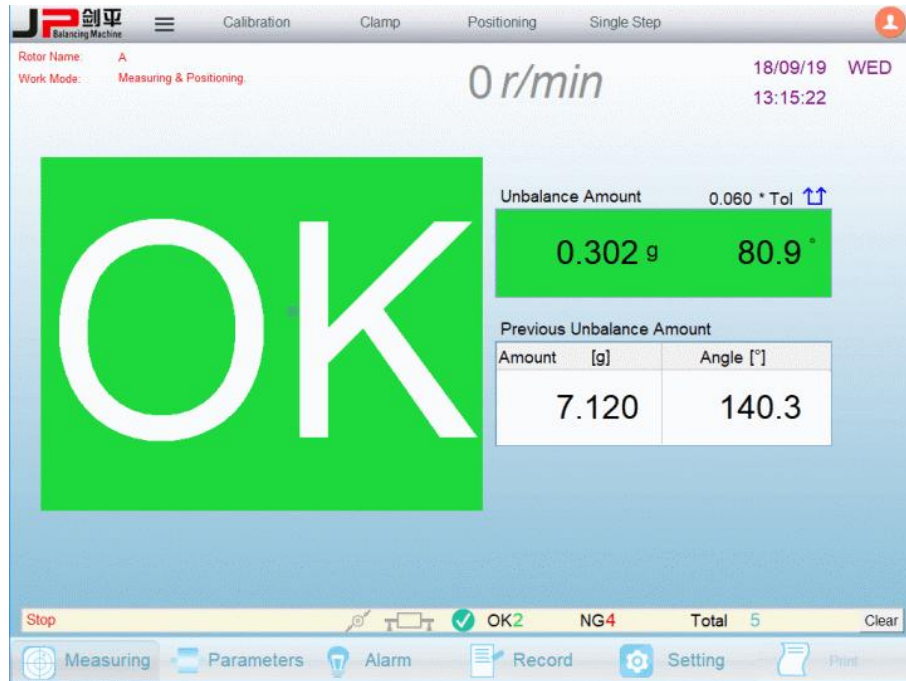 JP剑平
Balancing Machine
Calibration Clamp Positioning Single Step
Rotor Name: A
Work Mode: Measuring & Positioning.
0 r/min
18/09/19 WED
13:15:22
OK
Unbalance Amount 0.060 * Tol
0.302 g 80.9 °
Previous Unbalance Amount
Amount [g] Angle [°]
7.120 140.3
Stop OK2 NG4 Total 5 Clear
Measuring Parameters Alarm Record Setting Print